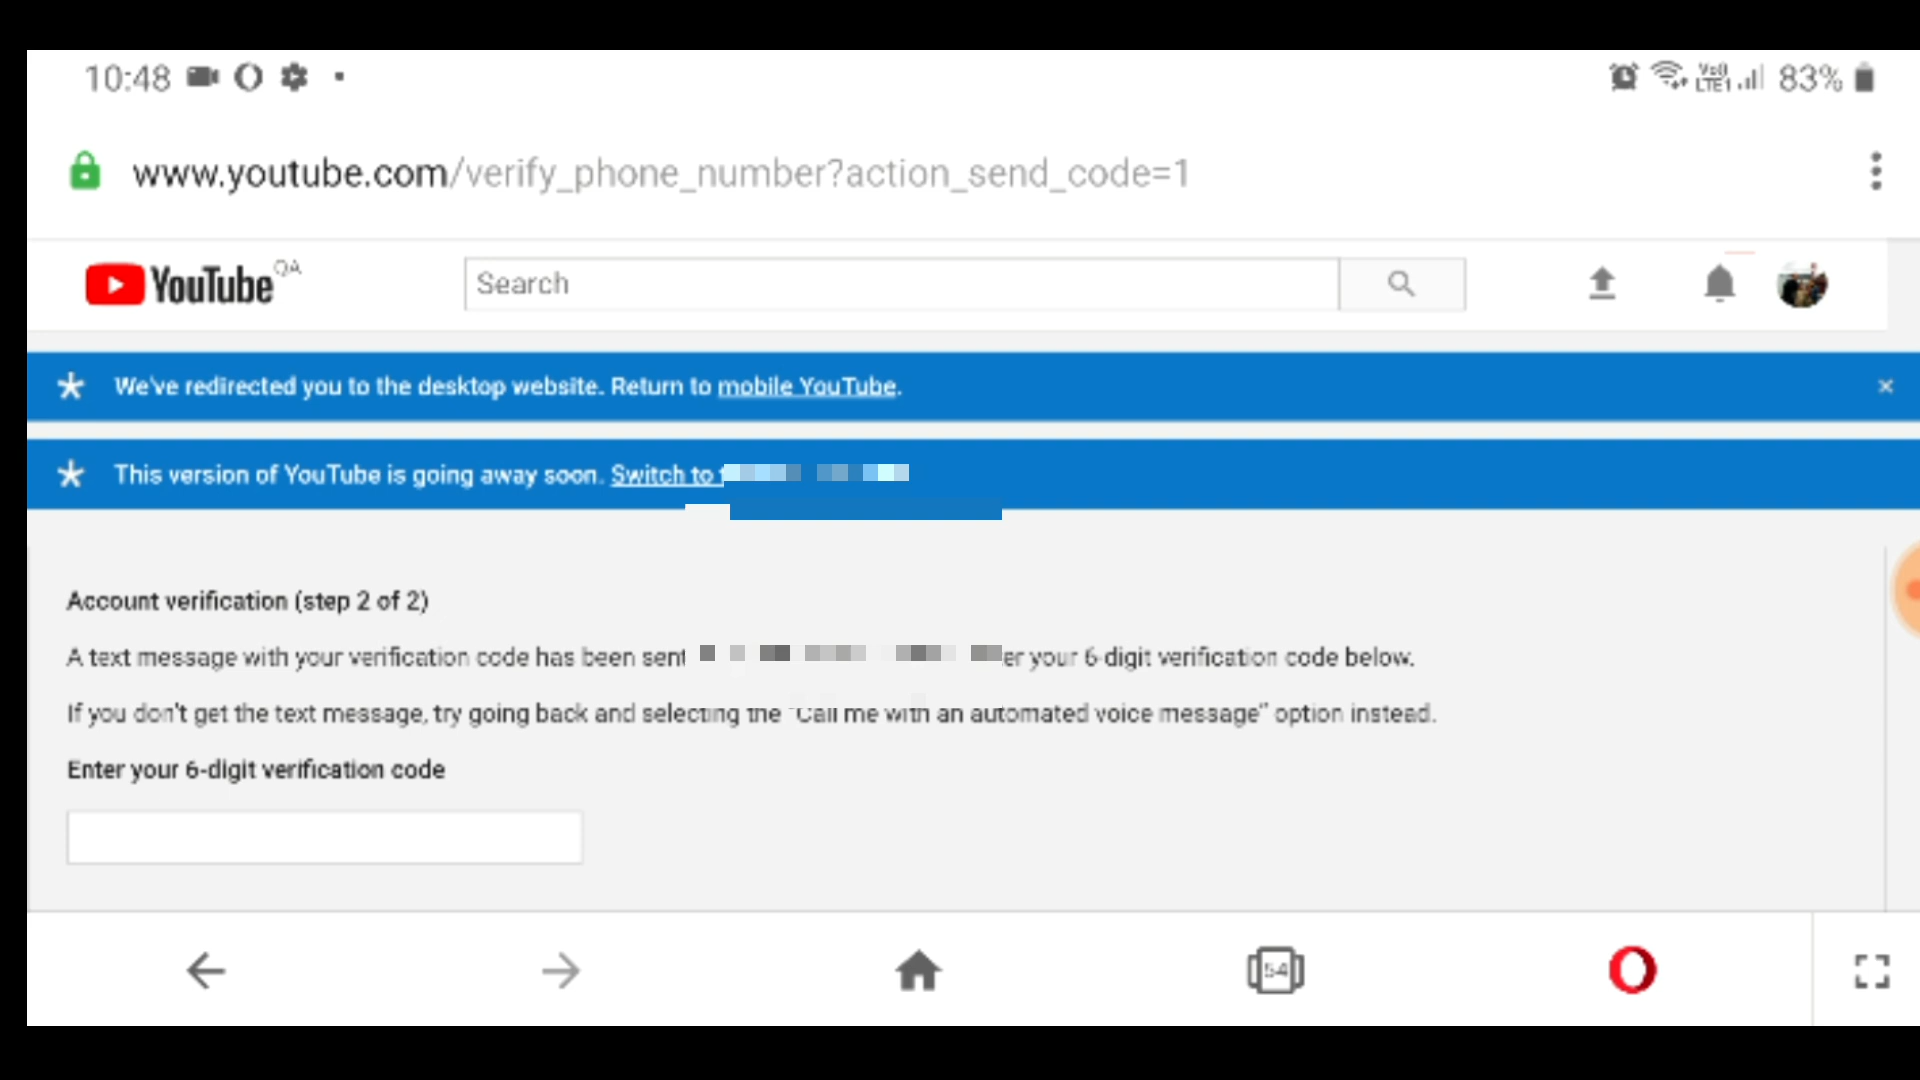 10:48 VoB LTE1 83%
www.youtube.com/verify_phone_number?action_send_code=1
YouTube QA Search
We've redirected you to the desktop website. Return to mobile YouTube.
This version of YouTube is going away soon. Switch to
Account verification (step 2 of 2)
A text message with your verification code has been sent your 6-digit verification code below.
If you don't get the text message, try going back and selecting the "Call me with an automated voice message" option instead.
Enter your 6-digit verification code
54